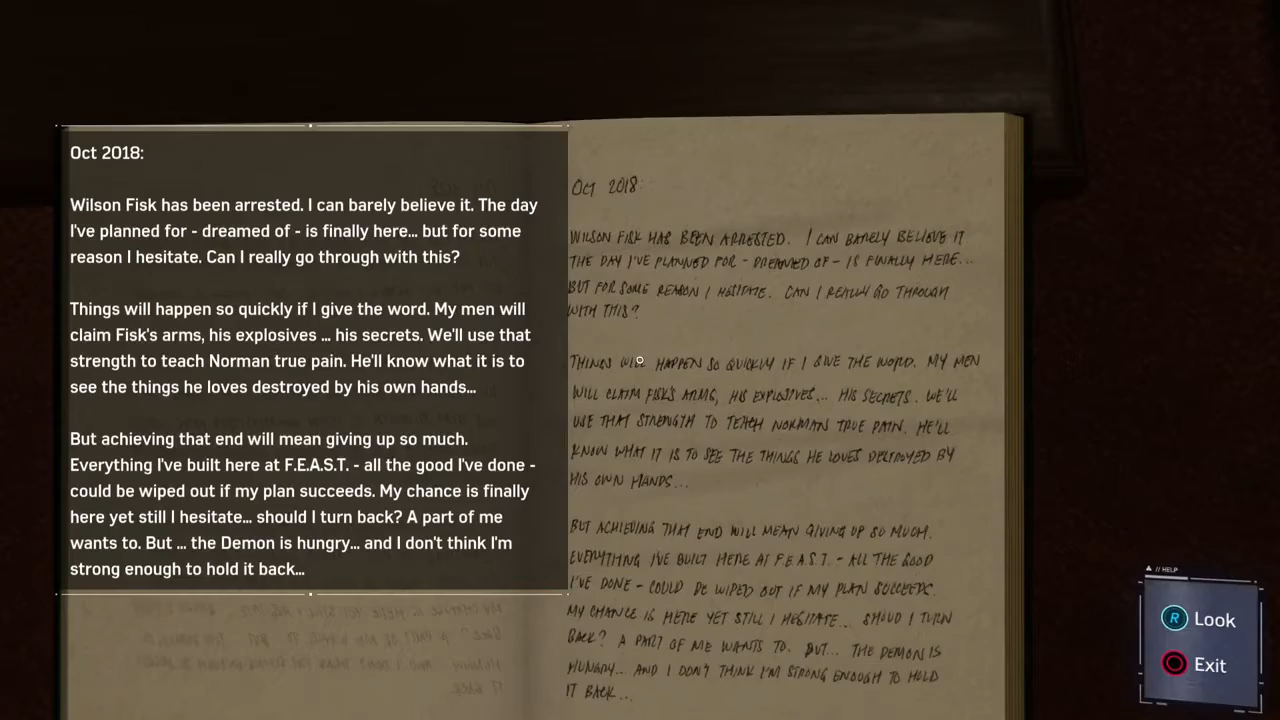 Oct 2018:
Wilson Fisk has been arrested. I can barely believe it. The day
I've planned for - dreamed of - is finally here... but for some
reason I hesitate. Can I really go through with this?
Things will happen so quickly if I give the word. My men will
claim Fisk's arms, his explosives ... his secrets. We'll use that
strength to teach Norman true pain. He'll know what it is to
see the things he loves destroyed by his own hands...
But achieving that end will mean giving up so much.
Everything I've built here at F.E.A.S.T. - all the good I've done -
could be wiped out if my plan succeeds. My chance is finally
here yet still I hesitate... should I turn back? A part of me
wants to. But ... the Demon is hungry... and I don't think I'm
strong enough to hold it back...
OCT 2018:
WILSON FISK HAS BEEN ARRESTED. I CAN BARELY BELIEVE IT
THE DAY I'VE PLANNED FOR - DREAMED OF - IS FINALLY HERE...
BUT FOR SOME REASON I HESITATE. CAN I REALLY GO THROUGH
WITH THIS?
THINGS WILL HAPPEN SO QUICKLY IF I GIVE THE WORD. MY MEN
WILL CLAIM FISK'S ARMS, HIS EXPLOSIVES... HIS SECRETS. WE'LL
USE THAT STRENGTH TO TEACH NORMAN TRUE PAIN. HE'LL
KNOW WHAT IT IS TO SEE THE THINGS HE LOVES DESTROYED BY
HIS OWN HANDS...
BUT ACHIEVING THAT END WILL MEAN GIVING UP SO MUCH.
EVERYTHING I'VE BUILT HERE AT F.E.A.S.T. - ALL THE GOOD
I'VE DONE - COULD BE WIPED OUT IF MY PLAN SUCCEEDS.
MY CHANCE IS HERE YET STILL I HESITATE... SHOULD I TURN
BACK? A PART OF ME WANTS TO. BUT... THE DEMON IS
HUNGRY... AND I DON'T THINK I'M STRONG ENOUGH TO HOLD
IT BACK...
// HELP
R Look
Exit